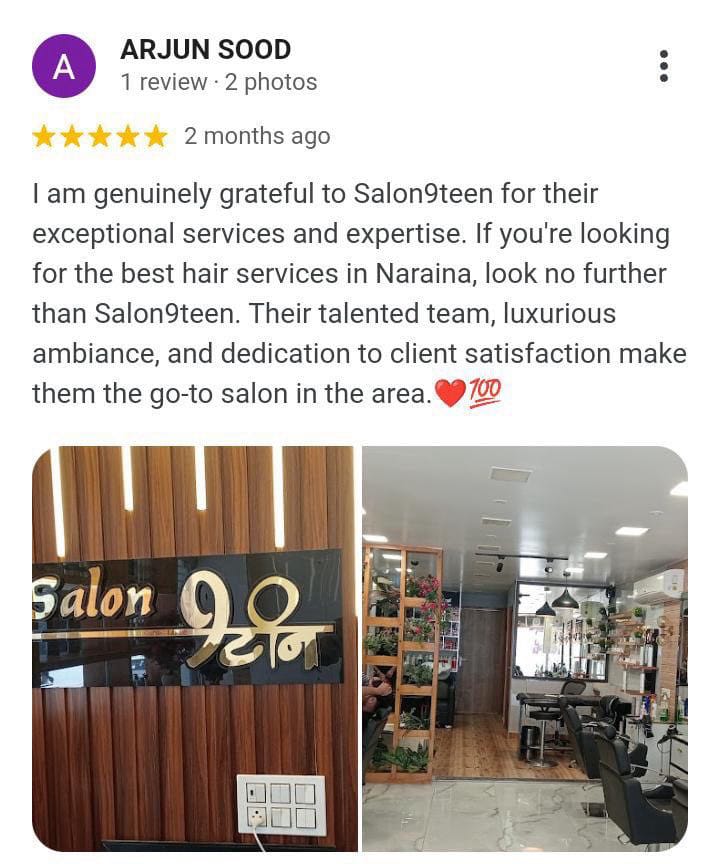 A
ARJUN SOOD
1 review · 2 photos
2 months ago
I am genuinely grateful to Salon9teen for their
exceptional services and expertise. If you're looking
for the best hair services in Naraina, look no further
than Salon9teen. Their talented team, luxurious
ambiance, and dedication to client satisfaction make
them the go-to salon in the area.❤️💯
Salon 9टीन